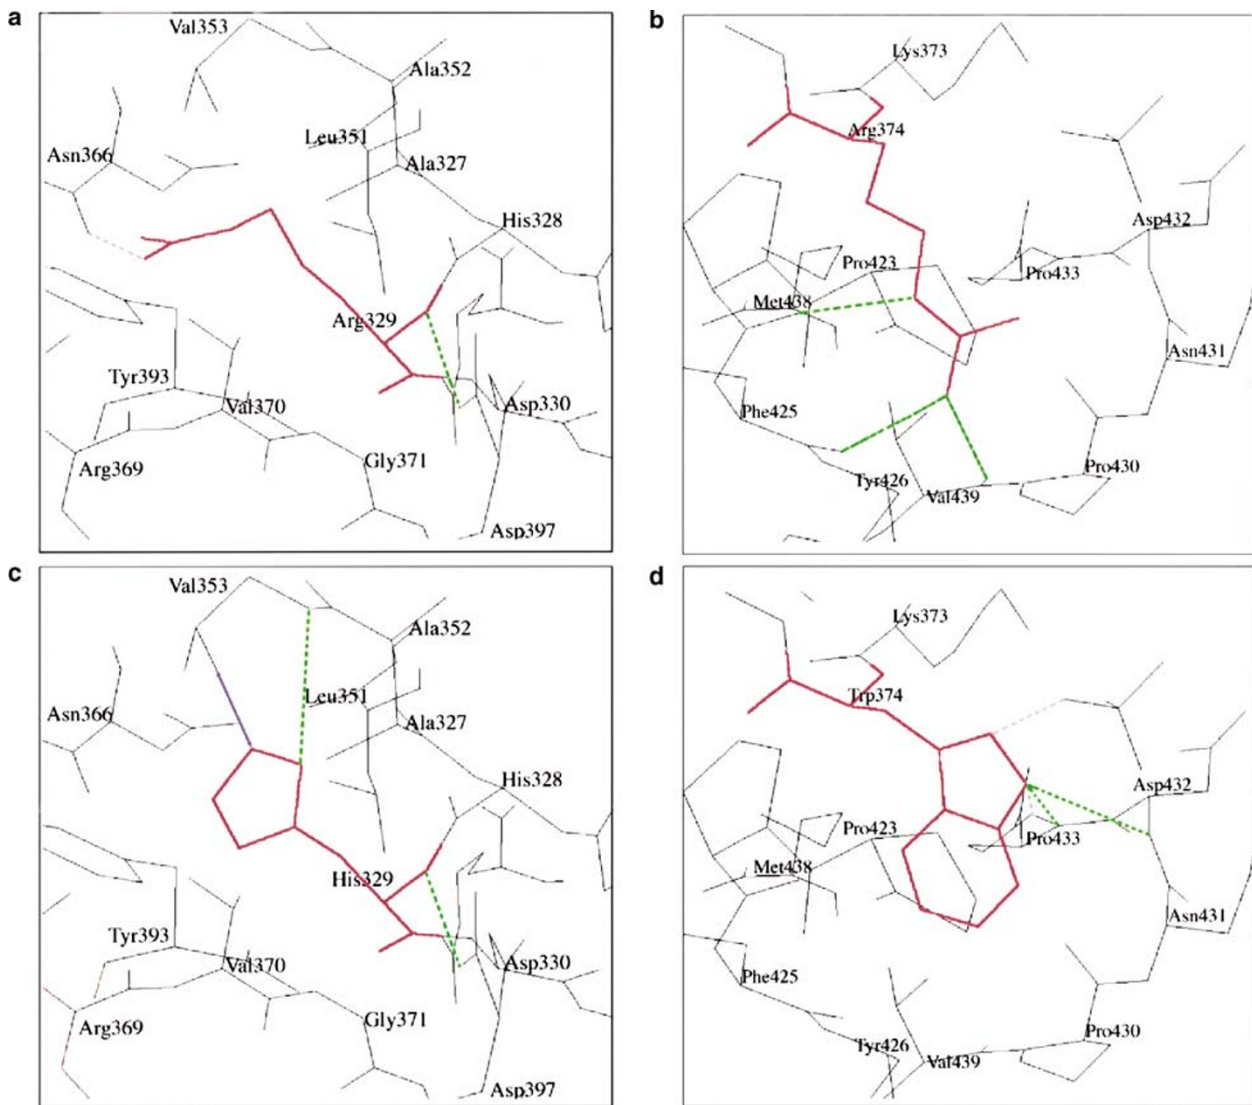 a
Val353
Ala352
Leu351
Asn366
Ala327
His328
Arg329
Tyr393
Val370
Asp330
Arg369
Gly371
Asp397
b
Lys373
Arg374
Asp432
Pro423
Pro433
Met438
Asn431
Phe425
Tyr426
Val439
Pro430
c
Val353
Ala352
Leu351
Asn366
Ala327
His328
His329
Tyr393
Val370
Asp330
Arg369
Gly371
Asp397
d
Lys373
Trp374
Asp432
Pro423
Pro433
Met438
Asn431
Phe425
Tyr426
Val439
Pro430